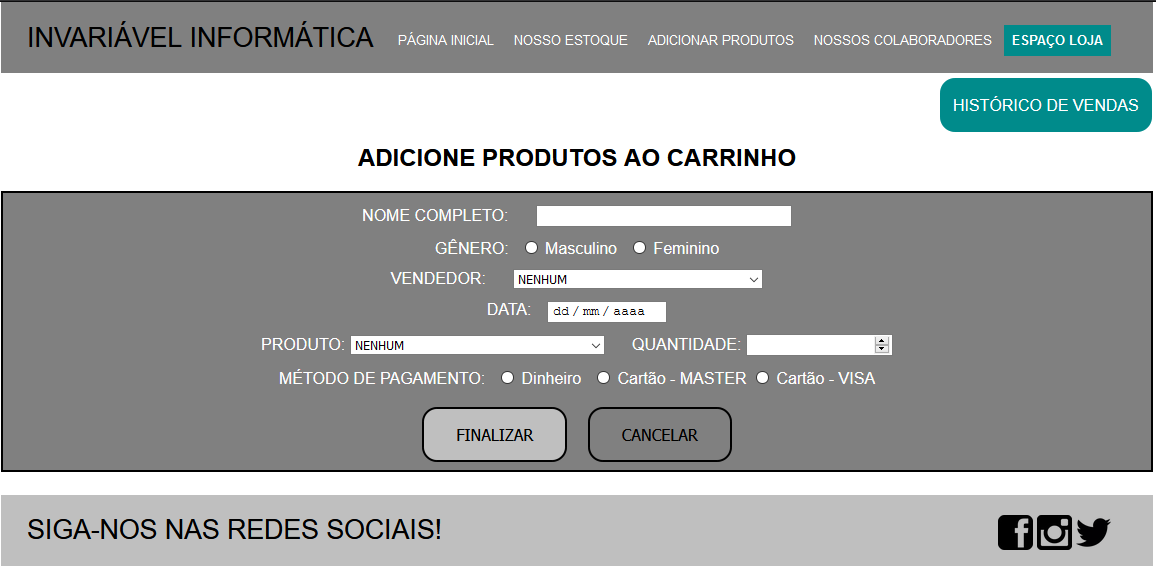 INVARIÁVEL INFORMÁTICA PÁGINA INICIAL NOSSO ESTOQUE ADICIONAR PRODUTOS NOSSOS COLABORADORES ESPAÇO LOJA
HISTÓRICO DE VENDAS
ADICIONE PRODUTOS AO CARRINHO
NOME COMPLETO:
GÊNERO: Masculino Feminino
VENDEDOR: NENHUM
DATA: dd / mm / aaaa
PRODUTO: NENHUM QUANTIDADE:
MÉTODO DE PAGAMENTO: Dinheiro Cartão - MASTER Cartão - VISA
FINALIZAR CANCELAR
SIGA-NOS NAS REDES SOCIAIS!